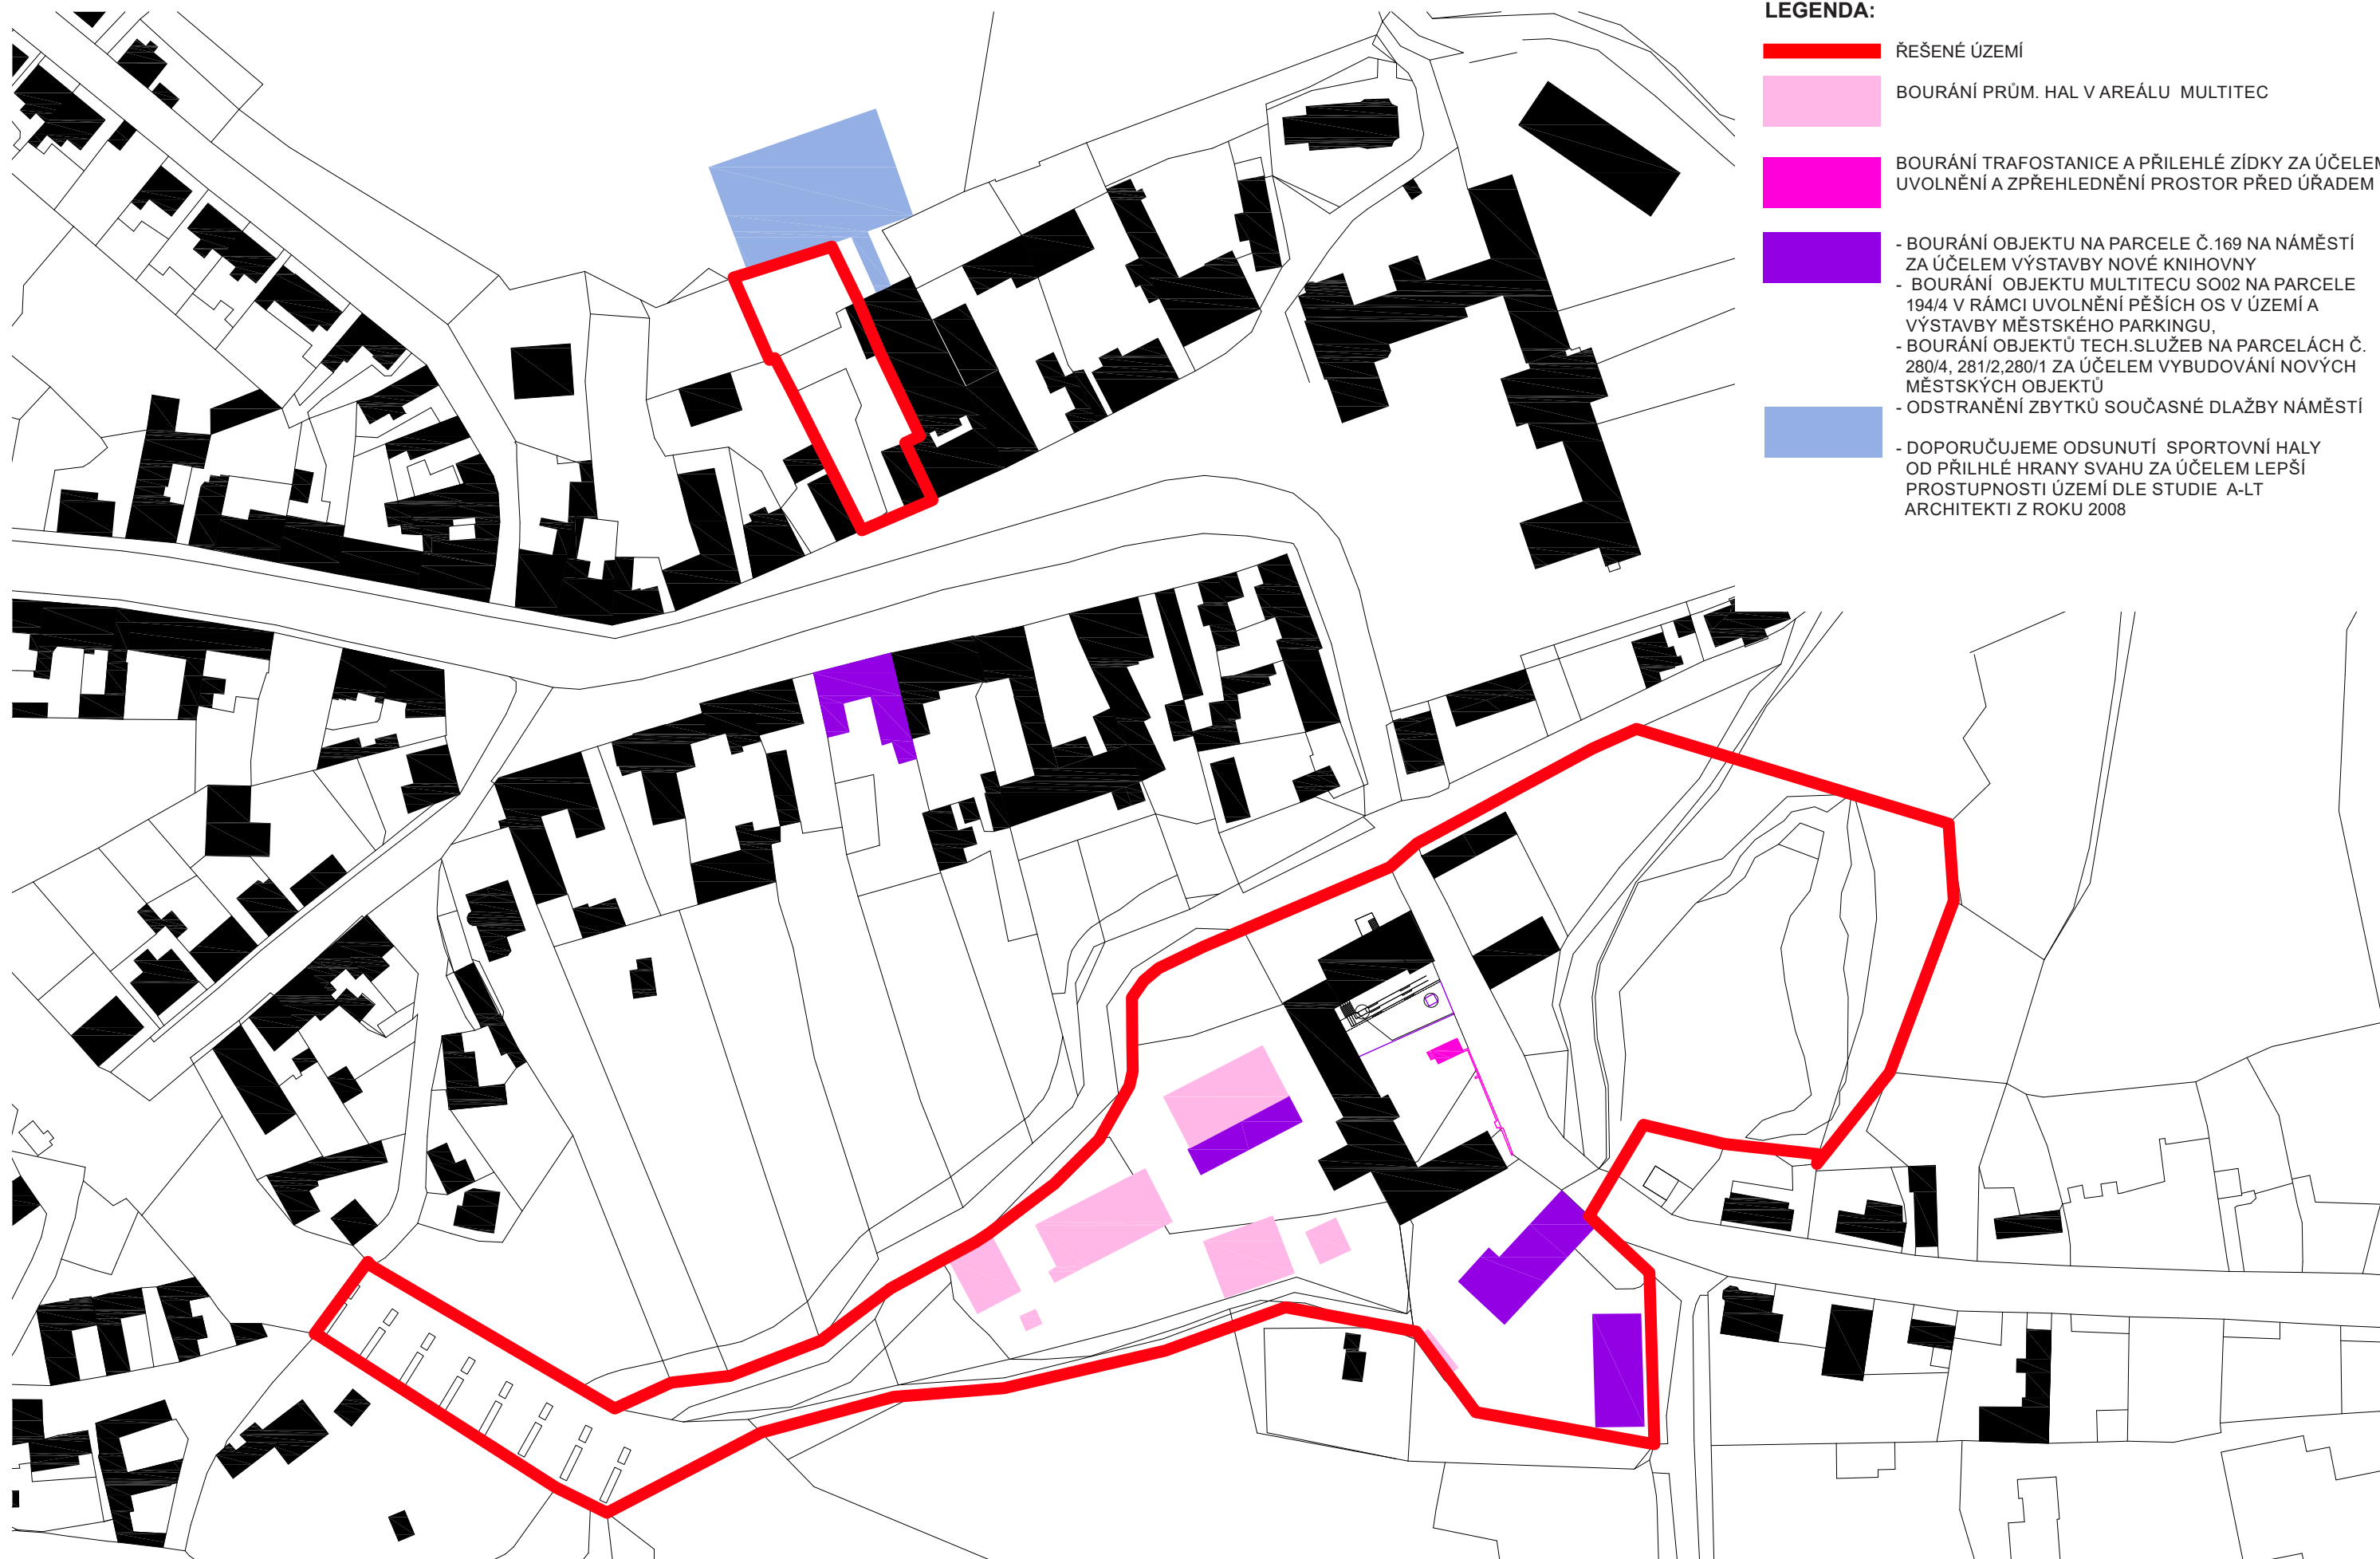 LEGENDA:
ŘEŠENÉ ÚZEMÍ
BOURÁNÍ PRŮM. HAL V AREÁLU MULTITEC
BOURÁNÍ TRAFOSTANICE A PŘILEHLÉ ZÍDKY ZA ÚČELEM
UVOLNĚNÍ A ZPŘEHLEDNĚNÍ PROSTOR PŘED ÚŘADEM
- BOURÁNÍ OBJEKTU NA PARCELE Č.169 NA NÁMĚSTÍ
ZA ÚČELEM VÝSTAVBY NOVÉ KNIHOVNY
- BOURÁNÍ OBJEKTU MULTITECU SO02 NA PARCELE
194/4 V RÁMCI UVOLNĚNÍ PĚŠÍCH OS V ÚZEMÍ A
VÝSTAVBY MĚSTSKÉHO PARKINGU,
- BOURÁNÍ OBJEKTŮ TECH.SLUŽEB NA PARCELÁCH Č.
280/4, 281/2,280/1 ZA ÚČELEM VYBUDOVÁNÍ NOVÝCH
MĚSTSKÝCH OBJEKTŮ
- ODSTRANĚNÍ ZBYTKŮ SOUČASNÉ DLAŽBY NÁMĚSTÍ
- DOPORUČUJEME ODSUNUTÍ SPORTOVNÍ HALY
OD PŘILHLÉ HRANY SVAHU ZA ÚČELEM LEPŠÍ
PROSTUPNOSTI ÚZEMÍ DLE STUDIE A-LT
ARCHITEKTI Z ROKU 2008